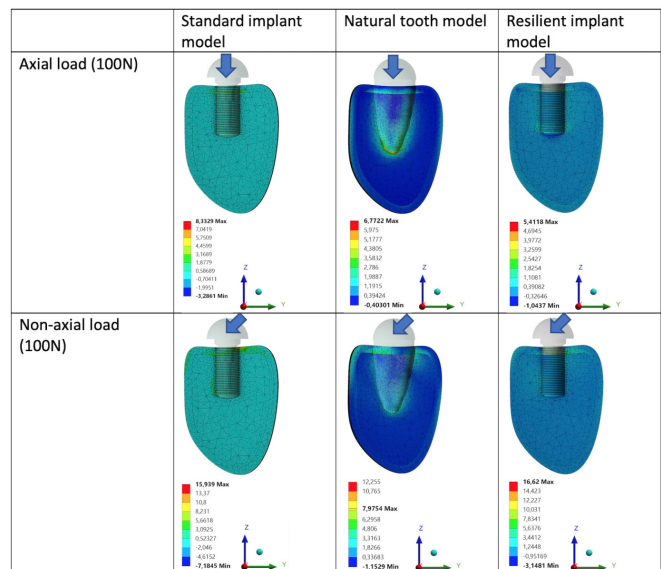 Standard implant
model
Natural tooth model
Resilient implant
model
Axial load (100N)
8,3329 Max
7,0419
5,7509
4,4599
3,1689
1,8779
0,58689
-0,70411
-1,9951
-3,2861 Min
Z
Y
6,7722 Max
5,975
5,1777
4,3805
3,5832
2,786
1,9887
1,1915
0,39424
-0,40301 Min
Z
Y
5,4118 Max
4,6945
3,9772
3,2599
2,5427
1,8254
1,1081
0,39082
-0,32646
-1,0437 Min
Z
Y
Non-axial load
(100N)
15,939 Max
13,37
10,8
8,231
5,6618
3,0925
0,52327
-2,046
-4,6152
-7,1845 Min
Z
Y
12,255
10,765
7,9754 Max
6,2958
4,806
3,3163
1,8266
0,33683
-1,1529 Min
Z
Y
16,62 Max
14,423
12,227
10,031
7,8341
5,6376
3,4412
1,2448
-0,95169
-3,1481 Min
Z
Y